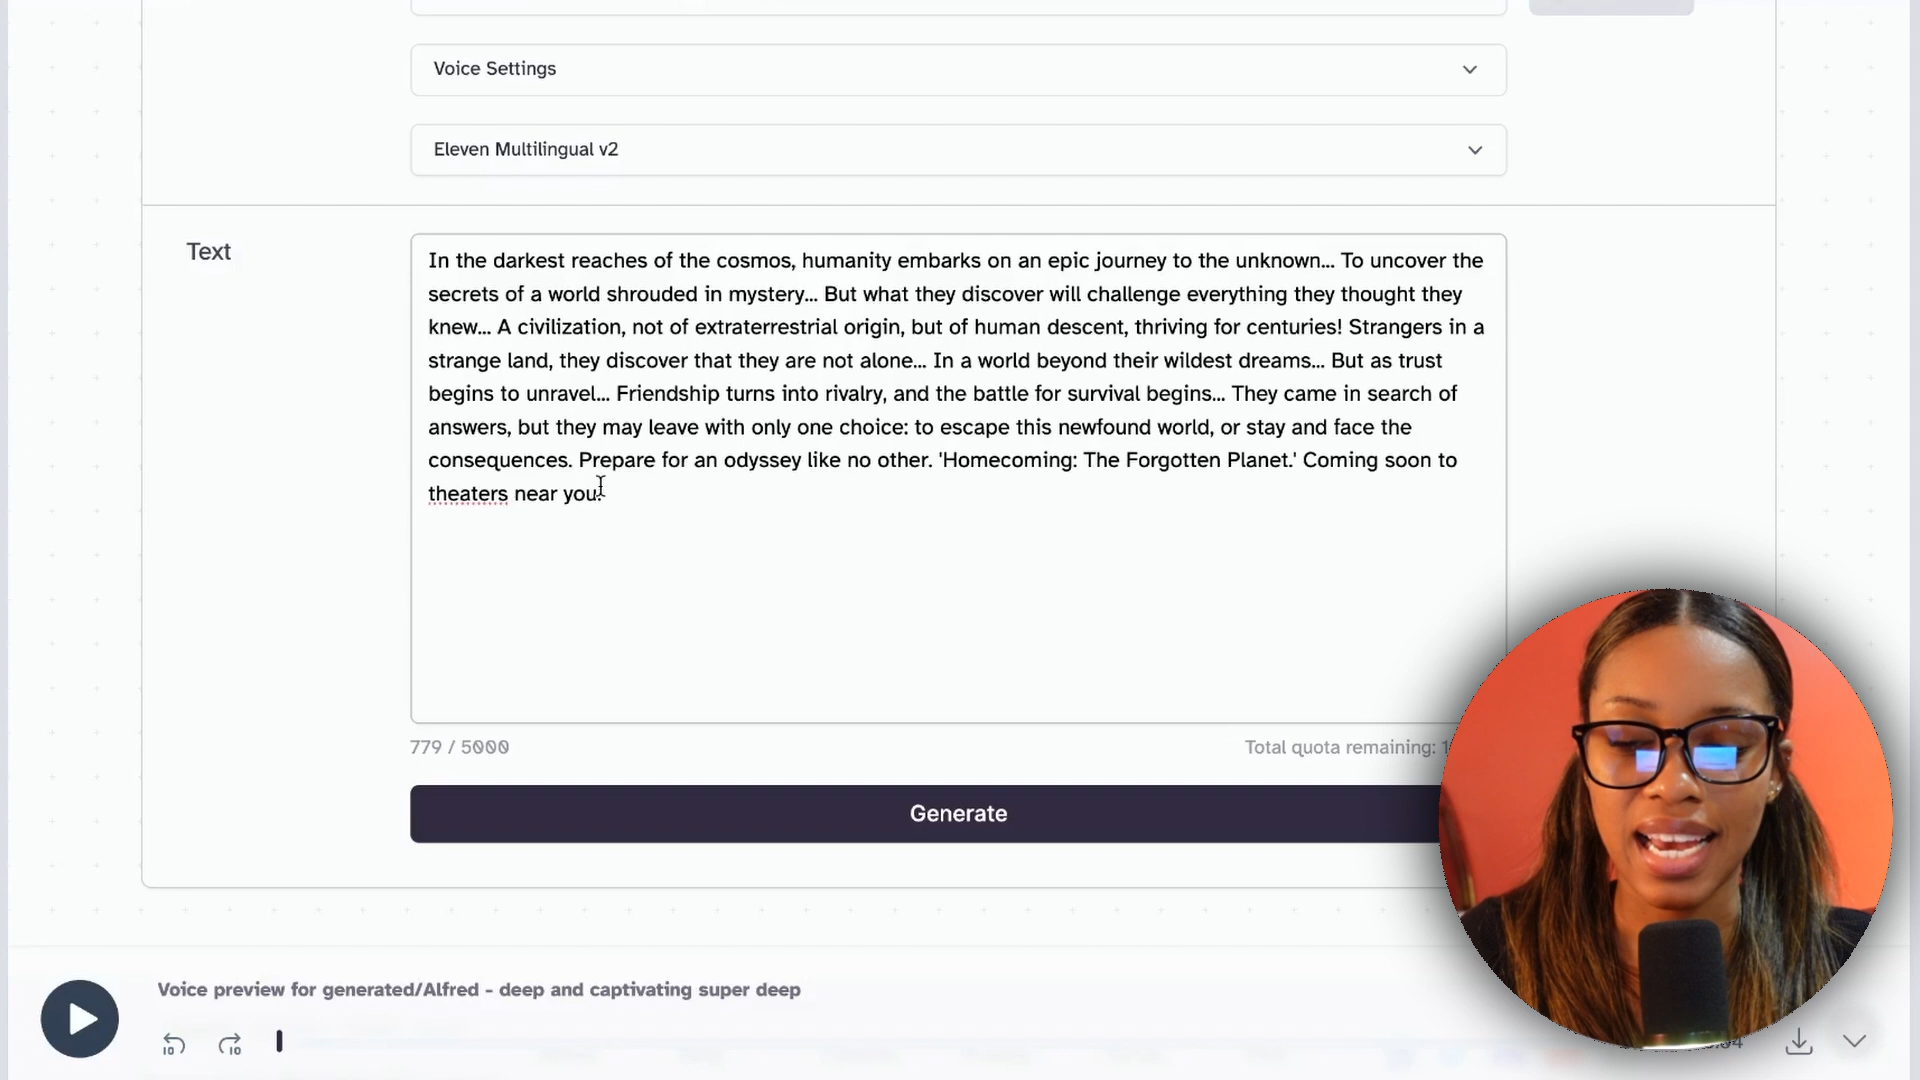 Voice Settings
Eleven Multilingual v2
Text
In the darkest reaches of the cosmos, humanity embarks on an epic journey to the unknown... To uncover the
secrets of a world shrouded in mystery... But what they discover will challenge everything they thought they
knew... A civilization, not of extraterrestrial origin, but of human descent, thriving for centuries! Strangers in a
strange land, they discover that they are not alone... In a world beyond their wildest dreams... But as trust
begins to unravel... Friendship turns into rivalry, and the battle for survival begins... They came in search of
answers, but they may leave with only one choice: to escape this newfound world, or stay and face the
consequences. Prepare for an odyssey like no other. 'Homecoming: The Forgotten Planet.' Coming soon to
theaters near you.
779 / 5000
Total quota remaining:
Generate
Voice preview for generated/Alfred - deep and captivating super deep
10
10